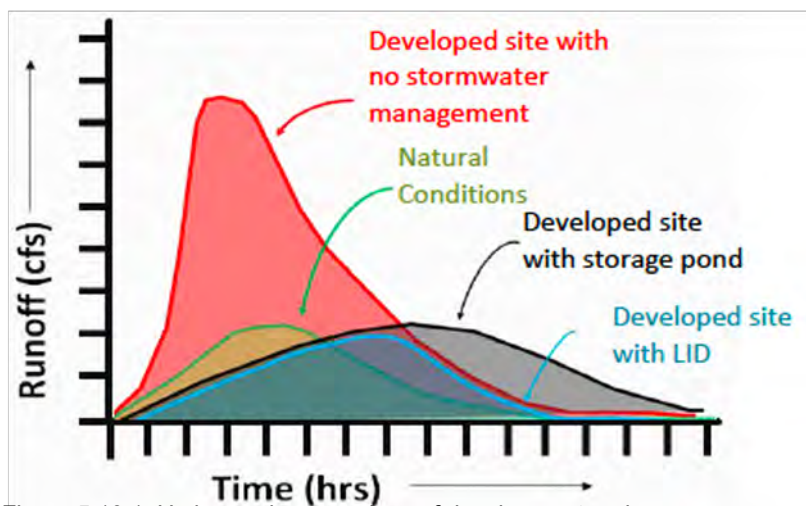 Developed site with
no stormwater
management
Natural
Conditions
Developed site
with storage pond
Developed site
with LID
Runoff (cfs)
Time (hrs)